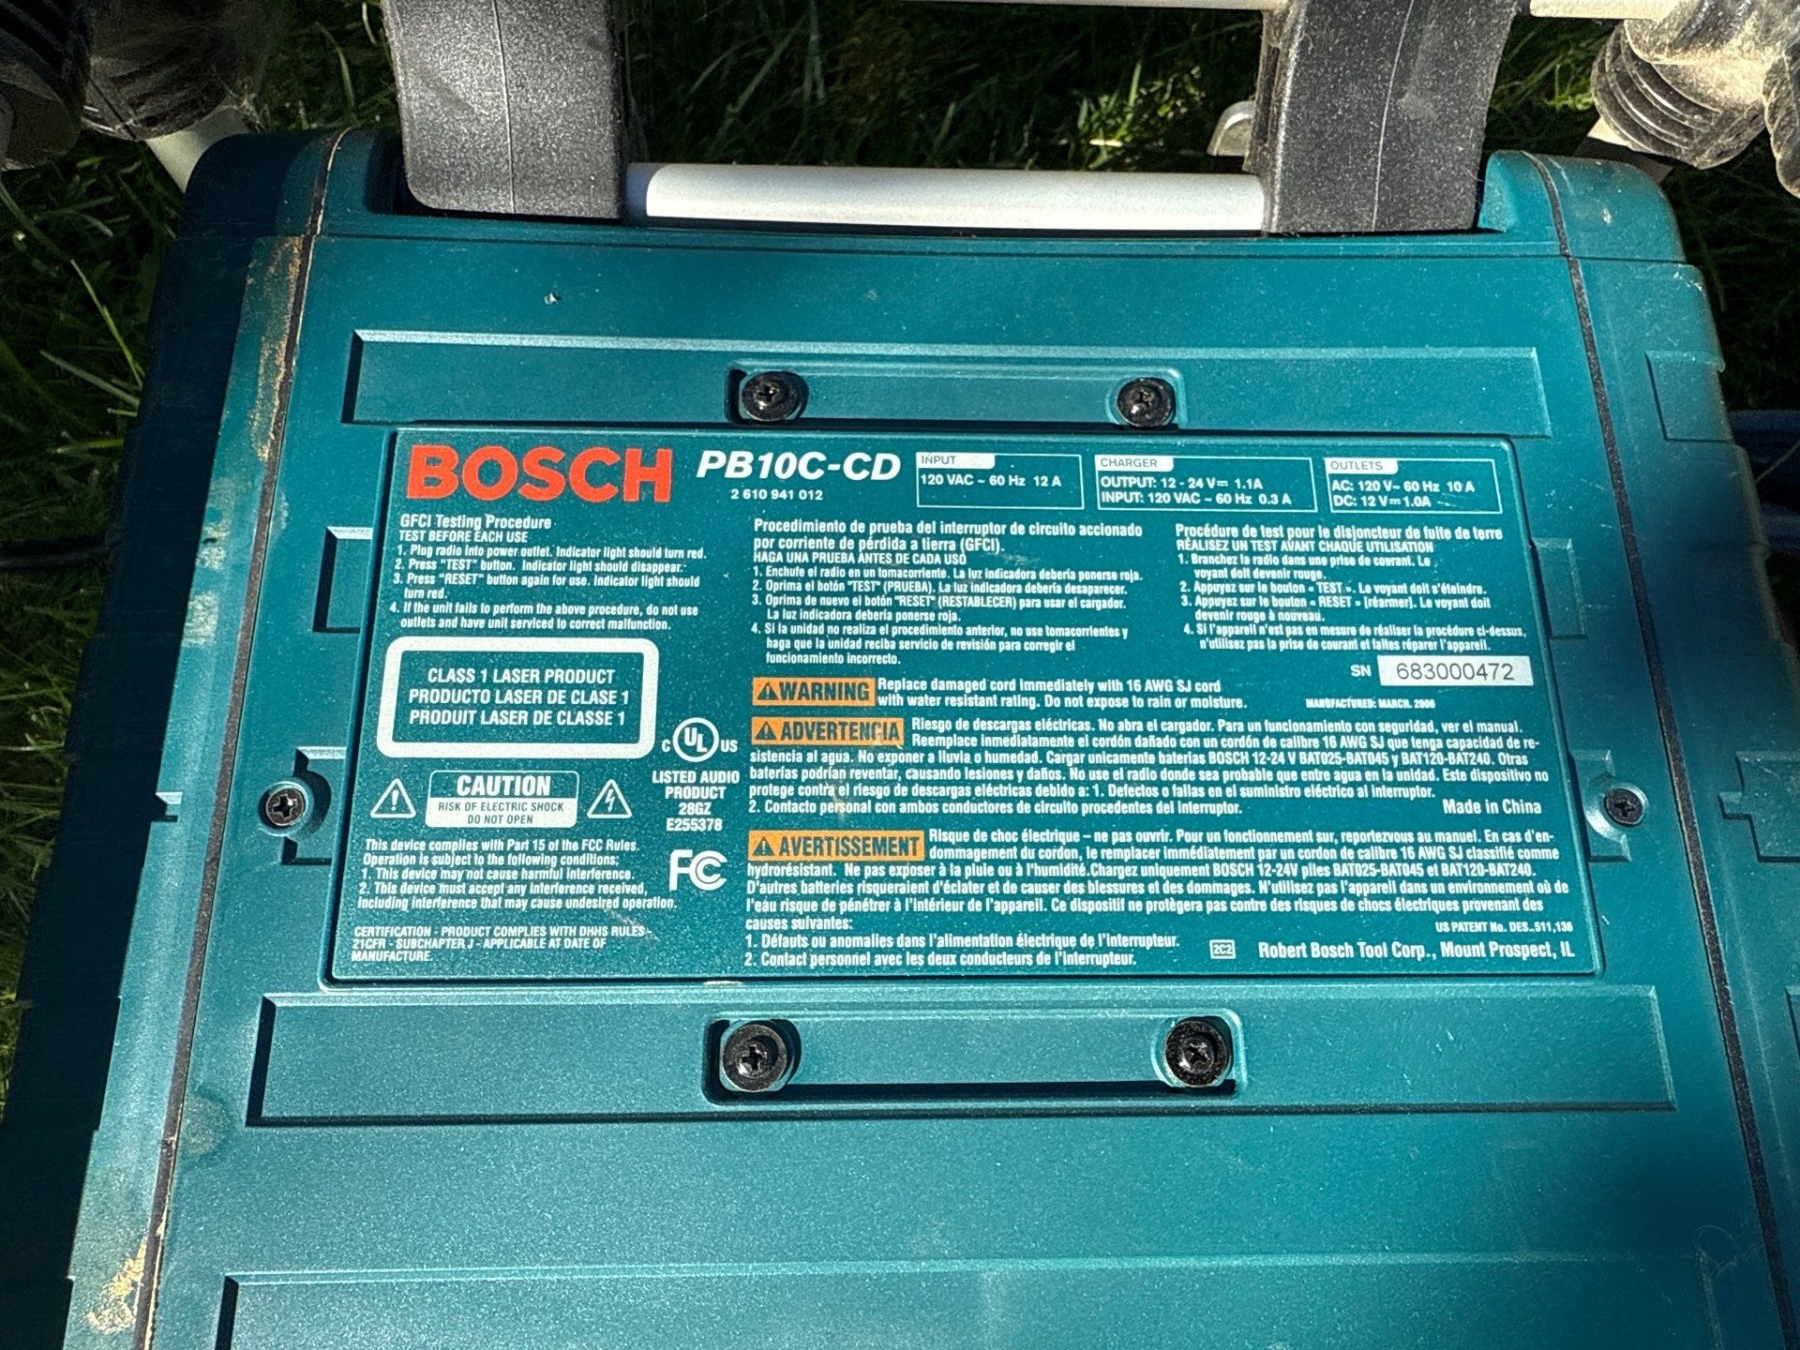 BOSCH PB10C-CD
2 610 941 012
INPUT
120 VAC ~ 60 Hz 12 A
CHARGER
OUTPUT: 12 - 24 V⎓ 1.1A
INPUT: 120 VAC ~ 60 Hz 0.3 A
OUTLETS
AC: 120 V~ 60 Hz 10 A
DC: 12 V⎓1.0A
GFCI Testing Procedure
TEST BEFORE EACH USE
1. Plug radio into power outlet. Indicator light should turn red.
2. Press "TEST" button. Indicator light should disappear.
3. Press "RESET" button again for use. Indicator light should
turn red.
4. If the unit fails to perform the above procedure, do not use
outlets and have unit serviced to correct malfunction.
Procedimiento de prueba del interruptor de circuito accionado
por corriente de pérdida a tierra (GFCI).
HAGA UNA PRUEBA ANTES DE CADA USO
1. Enchufe el radio en un tomacorriente. La luz indicadora debería ponerse roja.
2. Oprima el botón "TEST" (PRUEBA). La luz indicadora debería desaparecer.
3. Oprima de nuevo el botón "RESET" (RESTABLECER) para usar el cargador.
La luz indicadora debería ponerse roja.
4. Si la unidad no realiza el procedimiento anterior, no use tomacorrientes y
haga que la unidad reciba servicio de revisión para corregir el
funcionamiento incorrecto.
Procédure de test pour le disjoncteur de fuite de terre
RÉALISEZ UN TEST AVANT CHAQUE UTILISATION
1. Branchez la radio dans une prise de courant. Le
voyant doit devenir rouge.
2. Appuyez sur le bouton « TEST ». Le voyant doit s'éteindre.
3. Appuyez sur le bouton « RESET » [réarmer]. Le voyant doit
devenir rouge à nouveau.
4. Si l'appareil n'est pas en mesure de réaliser la procédure ci-dessus,
n'utilisez pas la prise de courant et faites réparer l'appareil.
SN 683000472
MANUFACTURED: MARCH. 2006
CLASS 1 LASER PRODUCT
PRODUCTO LASER DE CLASE 1
PRODUIT LASER DE CLASSE 1
C UL US
LISTED AUDIO
PRODUCT
28GZ
E255378
CAUTION
RISK OF ELECTRIC SHOCK
DO NOT OPEN
This device complies with Part 15 of the FCC Rules.
Operation is subject to the following conditions;
1. This device may not cause harmful interference.
2. This device must accept any interference received,
including interference that may cause undesired operation.
FC
CERTIFICATION - PRODUCT COMPLIES WITH DHHS RULES -
21CFR - SUBCHAPTER J - APPLICABLE AT DATE OF
MANUFACTURE.
WARNING Replace damaged cord immediately with 16 AWG SJ cord
with water resistant rating. Do not expose to rain or moisture.
ADVERTENCIA Riesgo de descargas eléctricas. No abra el cargador. Para un funcionamiento con seguridad, ver el manual.
Reemplace inmediatamente el cordón dañado con un cordón de calibre 16 AWG SJ que tenga capacidad de re-
sistencia al agua. No exponer a lluvia o humedad. Cargar unicamente baterías BOSCH 12-24 V BAT025-BAT045 y BAT120-BAT240. Otras
baterías podrían reventar, causando lesiones y daños. No use el radio donde sea probable que entre agua en la unidad. Este dispositivo no
protege contra el riesgo de descargas eléctricas debido a: 1. Defectos o fallas en el suministro eléctrico al interruptor.
2. Contacto personal con ambos conductores de circuito procedentes del interruptor.
Made in China
AVERTISSEMENT Risque de choc électrique – ne pas ouvrir. Pour un fonctionnement sur, reportezvous au manuel. En cas d'en-
dommagement du cordon, le remplacer immédiatement par un cordon de calibre 16 AWG SJ classifié comme
hydrorésistant. Ne pas exposer à la pluie ou à l'humidité.Chargez uniquement BOSCH 12-24V piles BAT025-BAT045 et BAT120-BAT240.
D'autres batteries risqueraient d'éclater et de causer des blessures et des dommages. N'utilisez pas l'appareil dans un environnement où de
l'eau risque de pénétrer à l'intérieur de l'appareil. Ce dispositif ne protègera pas contre des risques de chocs électriques provenant des
causes suivantes:
1. Défauts ou anomalies dans l'alimentation électrique de l'interrupteur.
2. Contact personnel avec les deux conducteurs de l'interrupteur.
US PATENT No. DES..511,136
2C2 Robert Bosch Tool Corp., Mount Prospect, IL